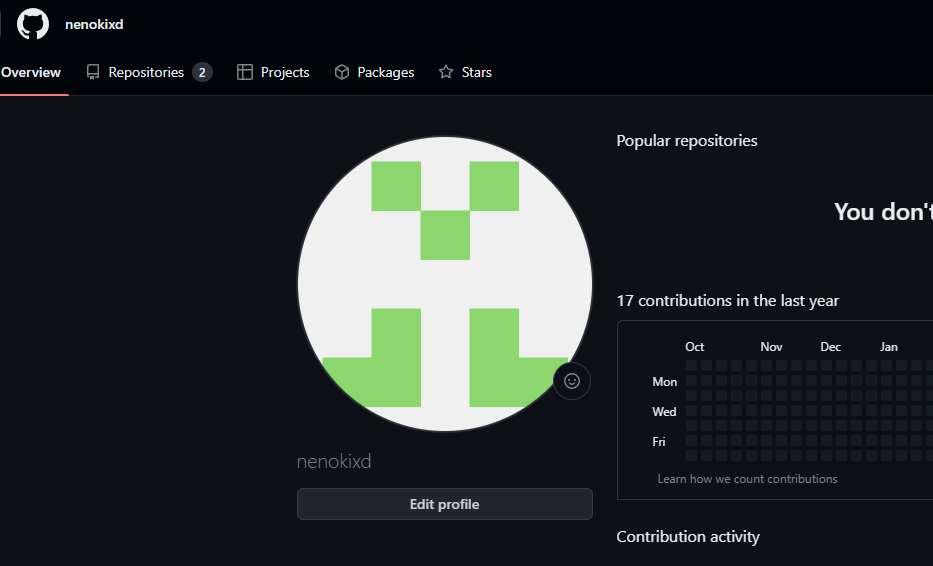 nenokixd
Overview Repositories 2 Projects Packages Stars
Popular repositories
You don't
17 contributions in the last year
Oct Nov Dec Jan
Mon
Wed
Fri
Learn how we count contributions
nenokixd
Edit profile
Contribution activity